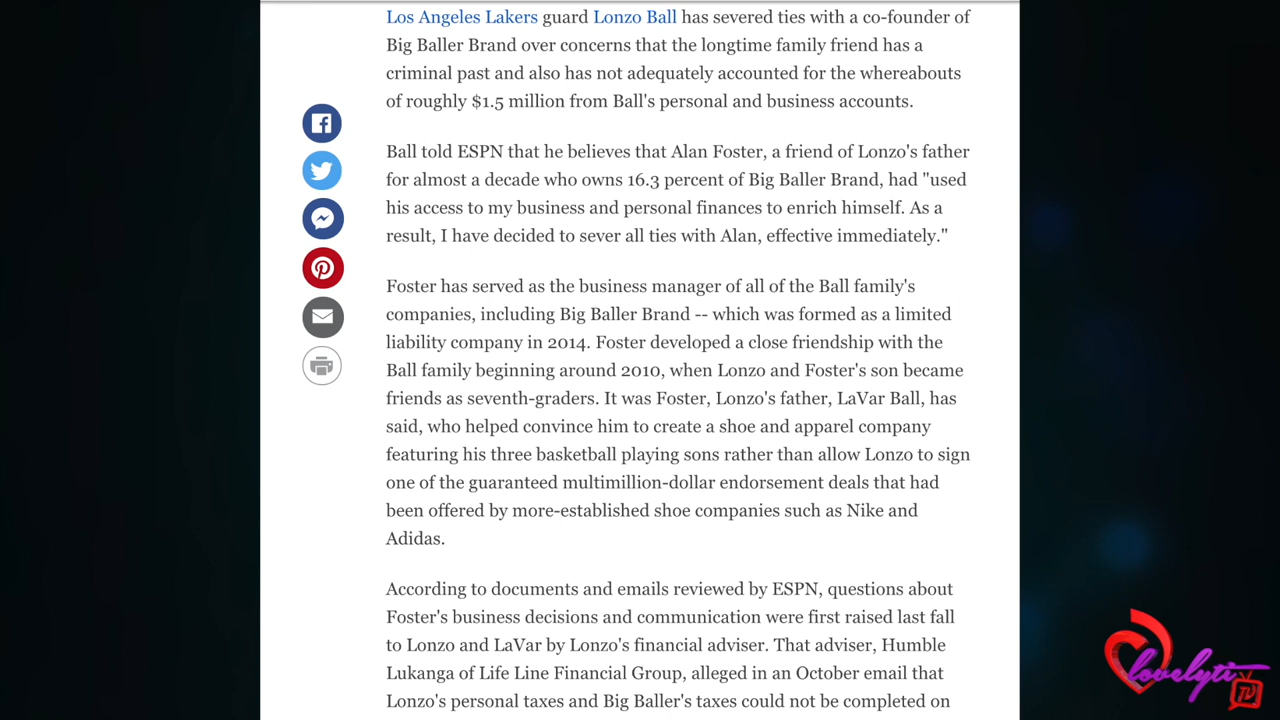 Los Angeles Lakers guard Lonzo Ball has severed ties with a co-founder of
Big Baller Brand over concerns that the longtime family friend has a
criminal past and also has not adequately accounted for the whereabouts
of roughly $1.5 million from Ball's personal and business accounts.
Ball told ESPN that he believes that Alan Foster, a friend of Lonzo's father
for almost a decade who owns 16.3 percent of Big Baller Brand, had "used
his access to my business and personal finances to enrich himself. As a
result, I have decided to sever all ties with Alan, effective immediately."
Foster has served as the business manager of all of the Ball family's
companies, including Big Baller Brand -- which was formed as a limited
liability company in 2014. Foster developed a close friendship with the
Ball family beginning around 2010, when Lonzo and Foster's son became
friends as seventh-graders. It was Foster, Lonzo's father, LaVar Ball, has
said, who helped convince him to create a shoe and apparel company
featuring his three basketball playing sons rather than allow Lonzo to sign
one of the guaranteed multimillion-dollar endorsement deals that had
been offered by more-established shoe companies such as Nike and
Adidas.
According to documents and emails reviewed by ESPN, questions about
Foster's business decisions and communication were first raised last fall
to Lonzo and LaVar by Lonzo's financial adviser. That adviser, Humble
Lukanga of Life Line Financial Group, alleged in an October email that
Lonzo's personal taxes and Big Baller's taxes could not be completed on
lovelyti
TV